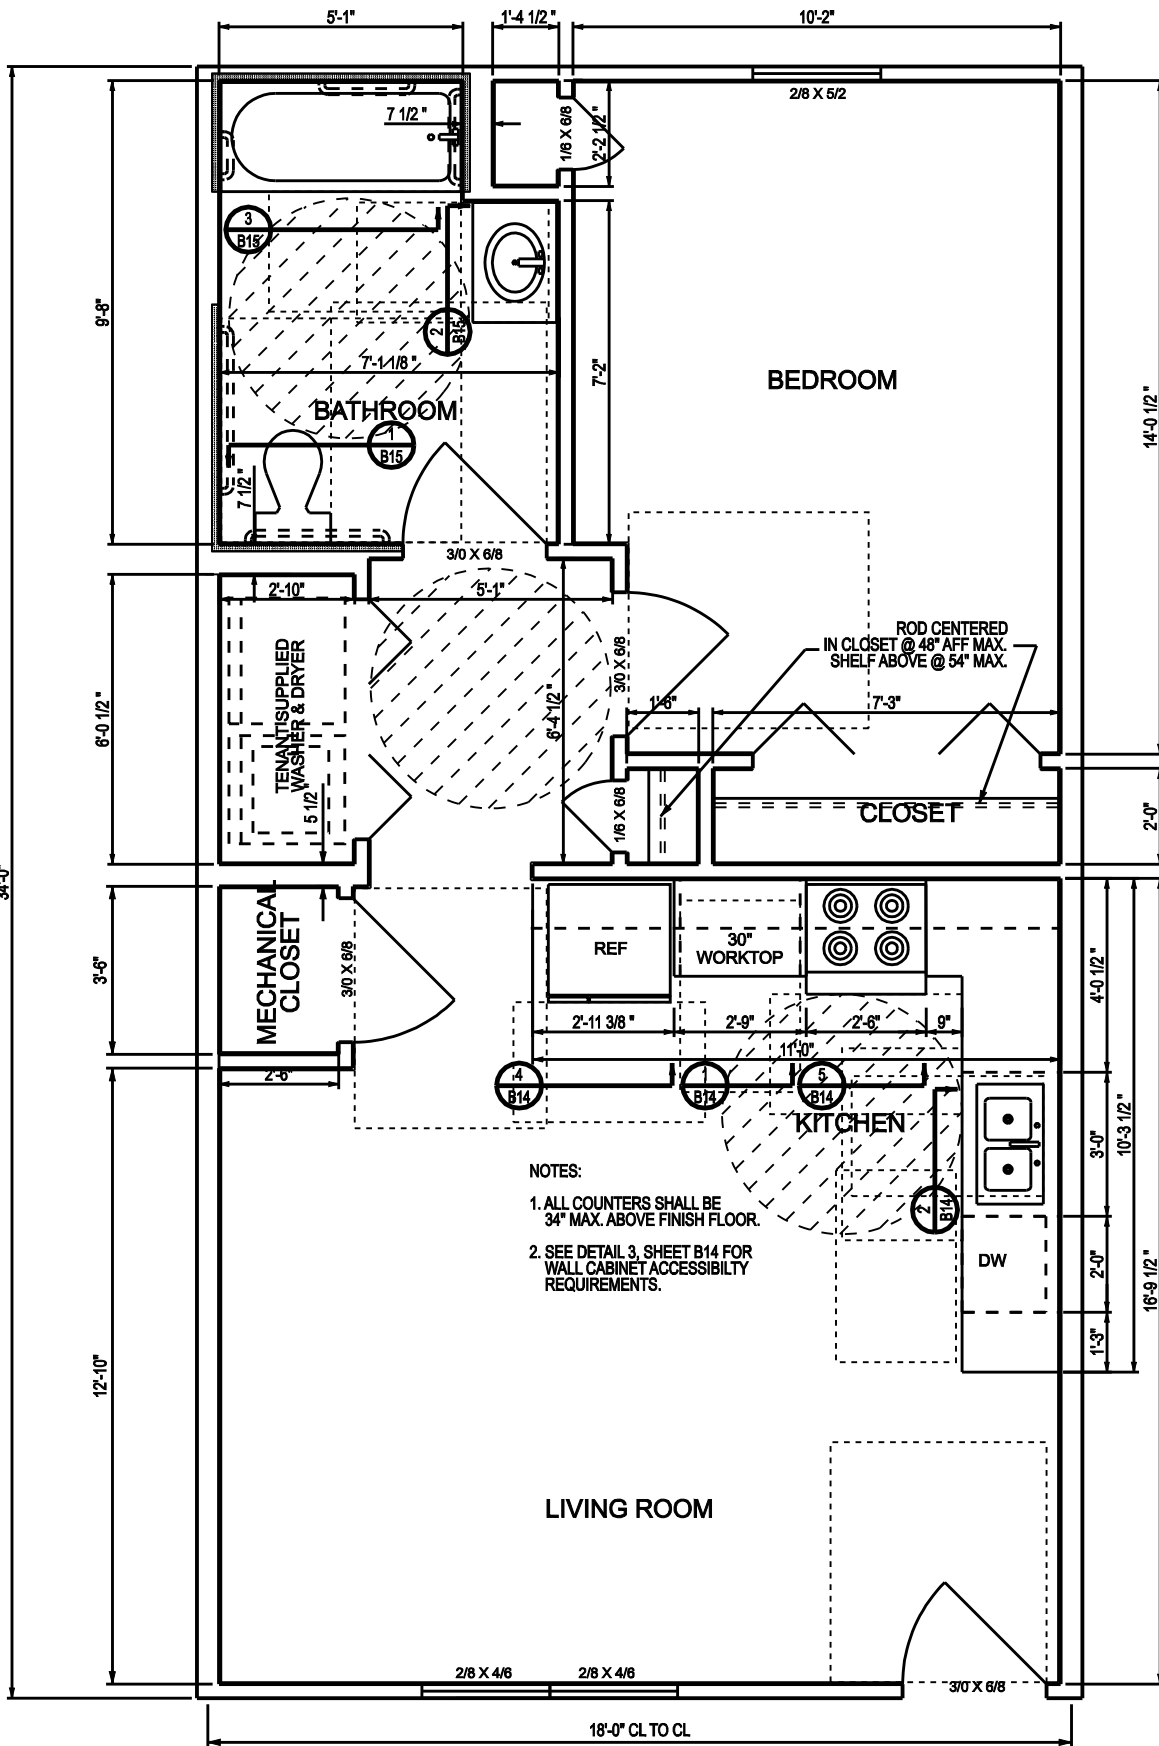 5'-1"
1'-4 1/2 "
10'-2"
2/8 X 5/2
7 1/2 "
1/6 X 6/8
2'-2 1/2 "
3
B15
9'-8"
2
B15
7'-1 1/8 "
7'-2"
BEDROOM
BATHROOM
14'-0 1/2 "
1
B15
7 1/2 "
3/0 X 6/8
2'-10"
5'-1"
ROD CENTERED
IN CLOSET @ 48" AFF MAX.
SHELF ABOVE @ 54" MAX.
3/0 X 6/8
TENANTISUPPLIED
WASHER & DRYER
6'-0 1/2 "
6'-4 1/2 "
1'-6"
7'-3"
5 1/2 "
1/6 X 6/8
CLOSET
2'-0"
34'-0"
MECHANICAL
CLOSET
3/0 X 6/8
3'-6"
REF
30"
WORKTOP
4'-0 1/2 "
2'-11 3/8 "
2'-9"
2'-6"
9"
11'-0"
2'-6"
4
B14
1
B14
5
B14
KITCHEN
3'-0"
10'-3 1/2 "
NOTES:
1. ALL COUNTERS SHALL BE
34" MAX. ABOVE FINISH FLOOR.
2. SEE DETAIL 3, SHEET B14 FOR
WALL CABINET ACCESSIBILTY
REQUIREMENTS.
2
B14
DW
2'-0"
16'-9 1/2 "
1'-3"
12'-10"
LIVING ROOM
2/8 X 4/6
2/8 X 4/6
3/0 X 6/8
18'-0" CL TO CL